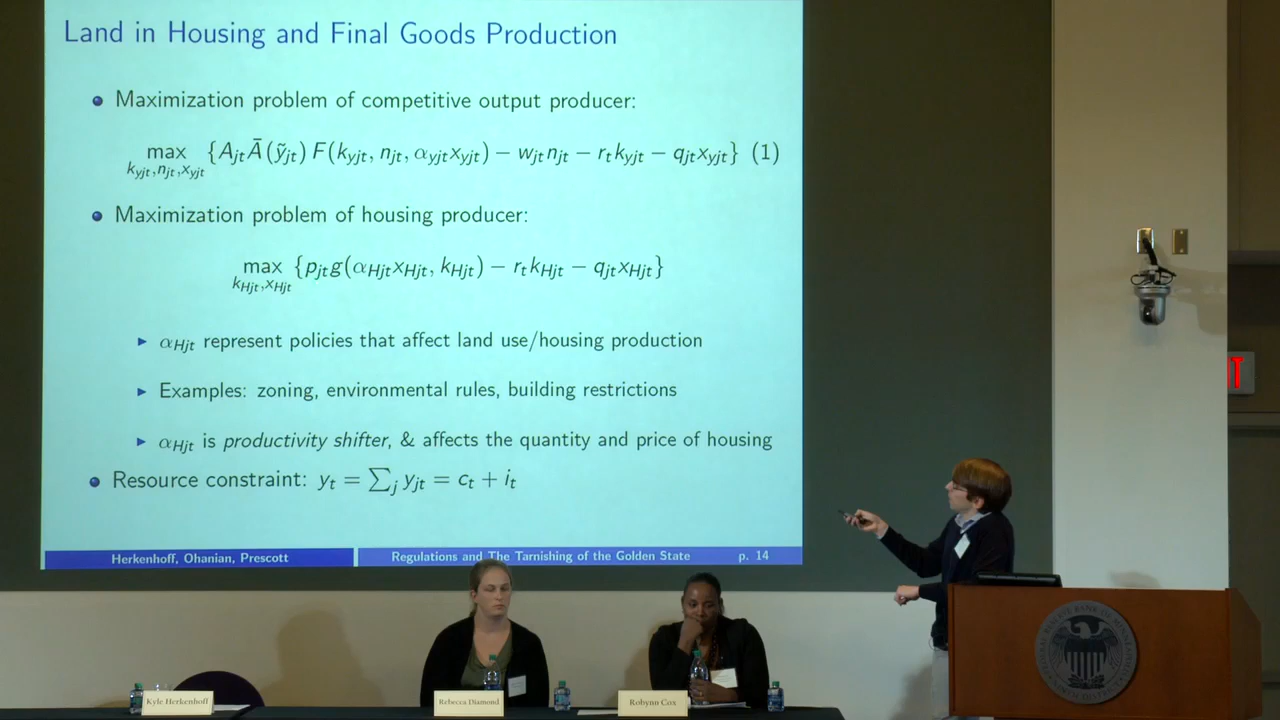 Land in Housing and Final Goods Production
Maximization problem of competitive output producer:
max {A_{jt} Ā(ỹ_{jt}) F(k_{yjt}, n_{jt}, α_{yjt}x_{yjt}) − w_{jt}n_{jt} − r_t k_{yjt} − q_{jt}x_{yjt}} (1)
k_{yjt},n_{jt},x_{yjt}
Maximization problem of housing producer:
max {p_{jt}g(α_{Hjt}x_{Hjt}, k_{Hjt}) − r_t k_{Hjt} − q_{jt}x_{Hjt}}
k_{Hjt},x_{Hjt}
α_{Hjt} represent policies that affect land use/housing production
Examples: zoning, environmental rules, building restrictions
α_{Hjt} is productivity shifter, & affects the quantity and price of housing
Resource constraint: y_t = ∑_j y_{jt} = c_t + i_t
Herkenhoff, Ohanian, Prescott
Regulations and The Tarnishing of the Golden State
p. 14
Kyle Herkenhoff
Rebecca Diamond
Robynn Cox